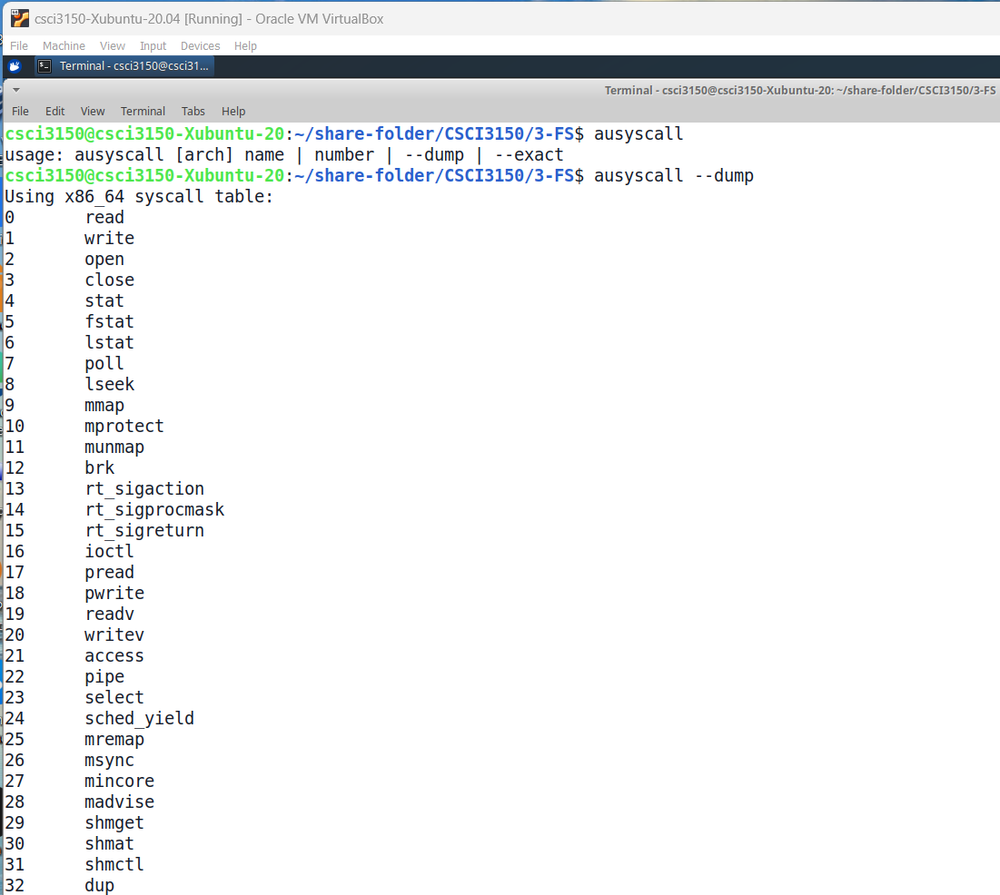 csci3150-Xubuntu-20.04 [Running] - Oracle VM VirtualBox
File Machine View Input Devices Help
Terminal - csci3150@csci31...
Terminal - csci3150@csci3150-Xubuntu-20: ~/share-folder/CSCI3150/3-FS
File Edit View Terminal Tabs Help
csci3150@csci3150-Xubuntu-20:~/share-folder/CSCI3150/3-FS$ ausyscall
usage: ausyscall [arch] name | number | --dump | --exact
csci3150@csci3150-Xubuntu-20:~/share-folder/CSCI3150/3-FS$ ausyscall --dump
Using x86_64 syscall table:
0 read
1 write
2 open
3 close
4 stat
5 fstat
6 lstat
7 poll
8 lseek
9 mmap
10 mprotect
11 munmap
12 brk
13 rt_sigaction
14 rt_sigprocmask
15 rt_sigreturn
16 ioctl
17 pread
18 pwrite
19 readv
20 writev
21 access
22 pipe
23 select
24 sched_yield
25 mremap
26 msync
27 mincore
28 madvise
29 shmget
30 shmat
31 shmctl
32 dup